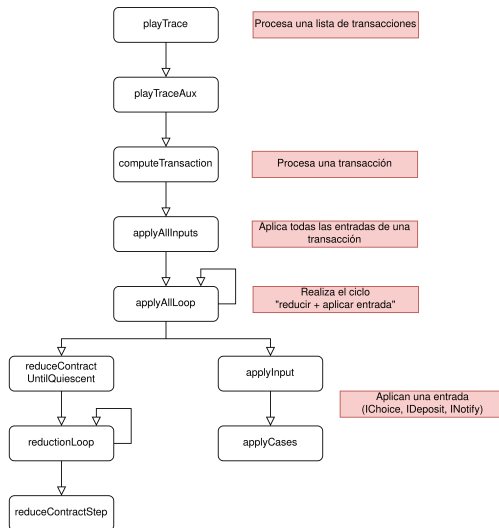 playTrace
Procesa una lista de transacciones
playTraceAux
computeTransaction
Procesa una transacción
applyAllInputs
Aplica todas las entradas de una
transacción
applyAllLoop
Realiza el ciclo
"reducir + aplicar entrada"
reduceContract
UntilQuiescent
applyInput
Aplican una entrada
(IChoice, IDeposit, INotify)
reductionLoop
applyCases
reduceContractStep